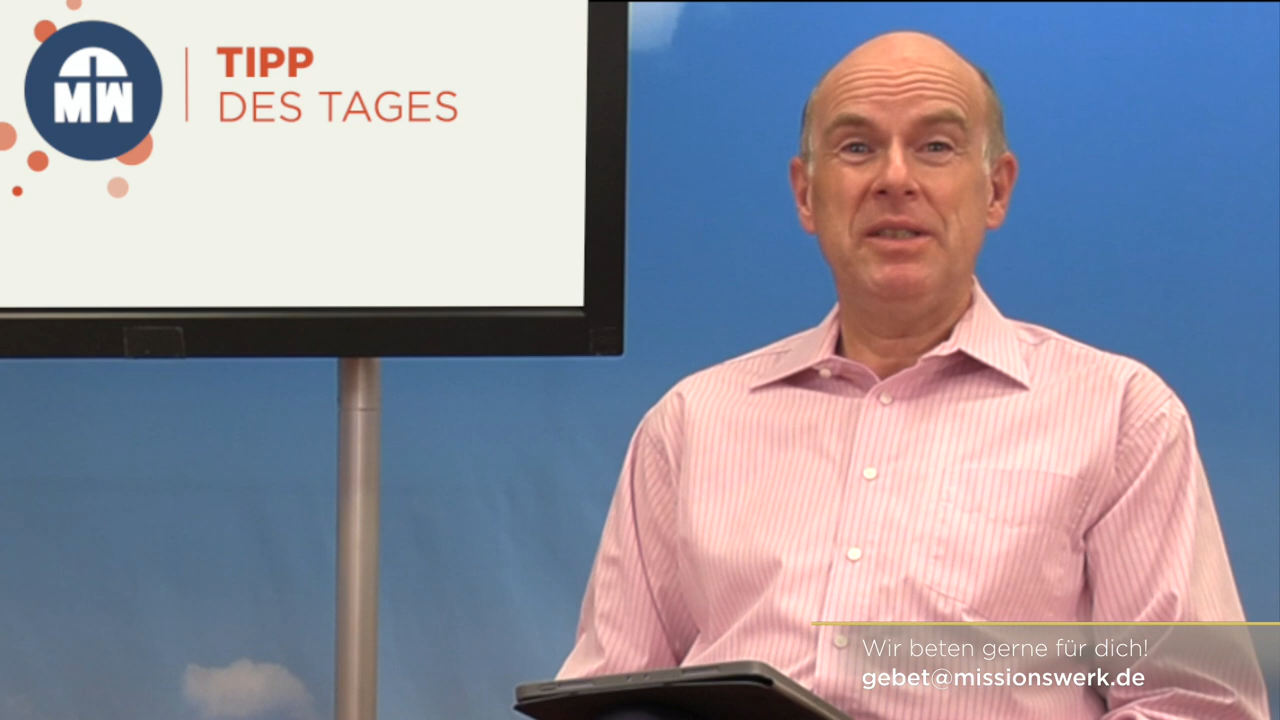 MW
TIPP
DES TAGES
Wir beten gerne für dich!
gebet@missionswerk.de